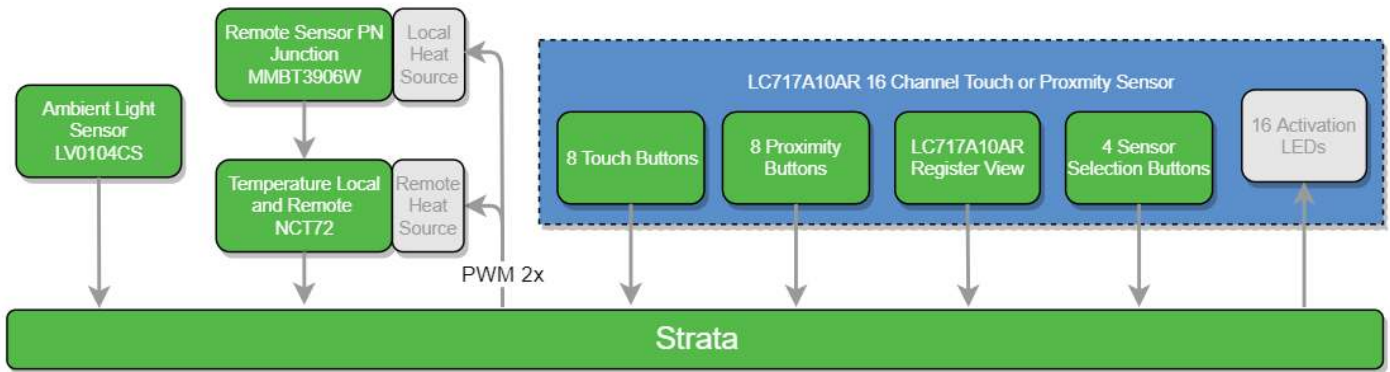 Remote Sensor PN
Junction
MMBT3906W
Local
Heat
Source
LC717A10AR 16 Channel Touch or Proxmity Sensor
Ambient Light
Sensor
LV0104CS
8 Touch Buttons
8 Proximity
Buttons
LC717A10AR
Register View
4 Sensor
Selection Buttons
16 Activation
LEDs
Temperature Local
and Remote
NCT72
Remote
Heat
Source
PWM 2x
Strata